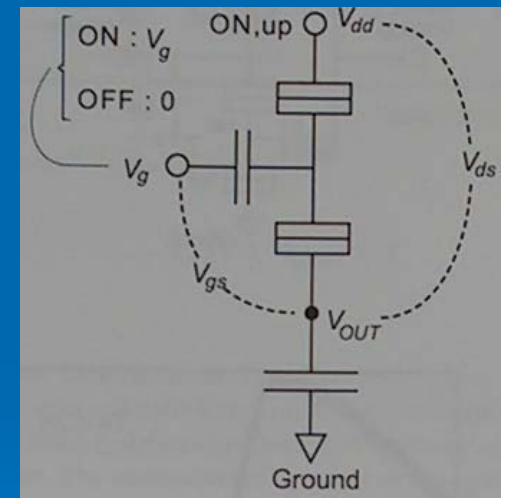 ON : Vg
OFF : 0
ON,up
Vdd
Vg
Vds
Vgs
VOUT
Ground